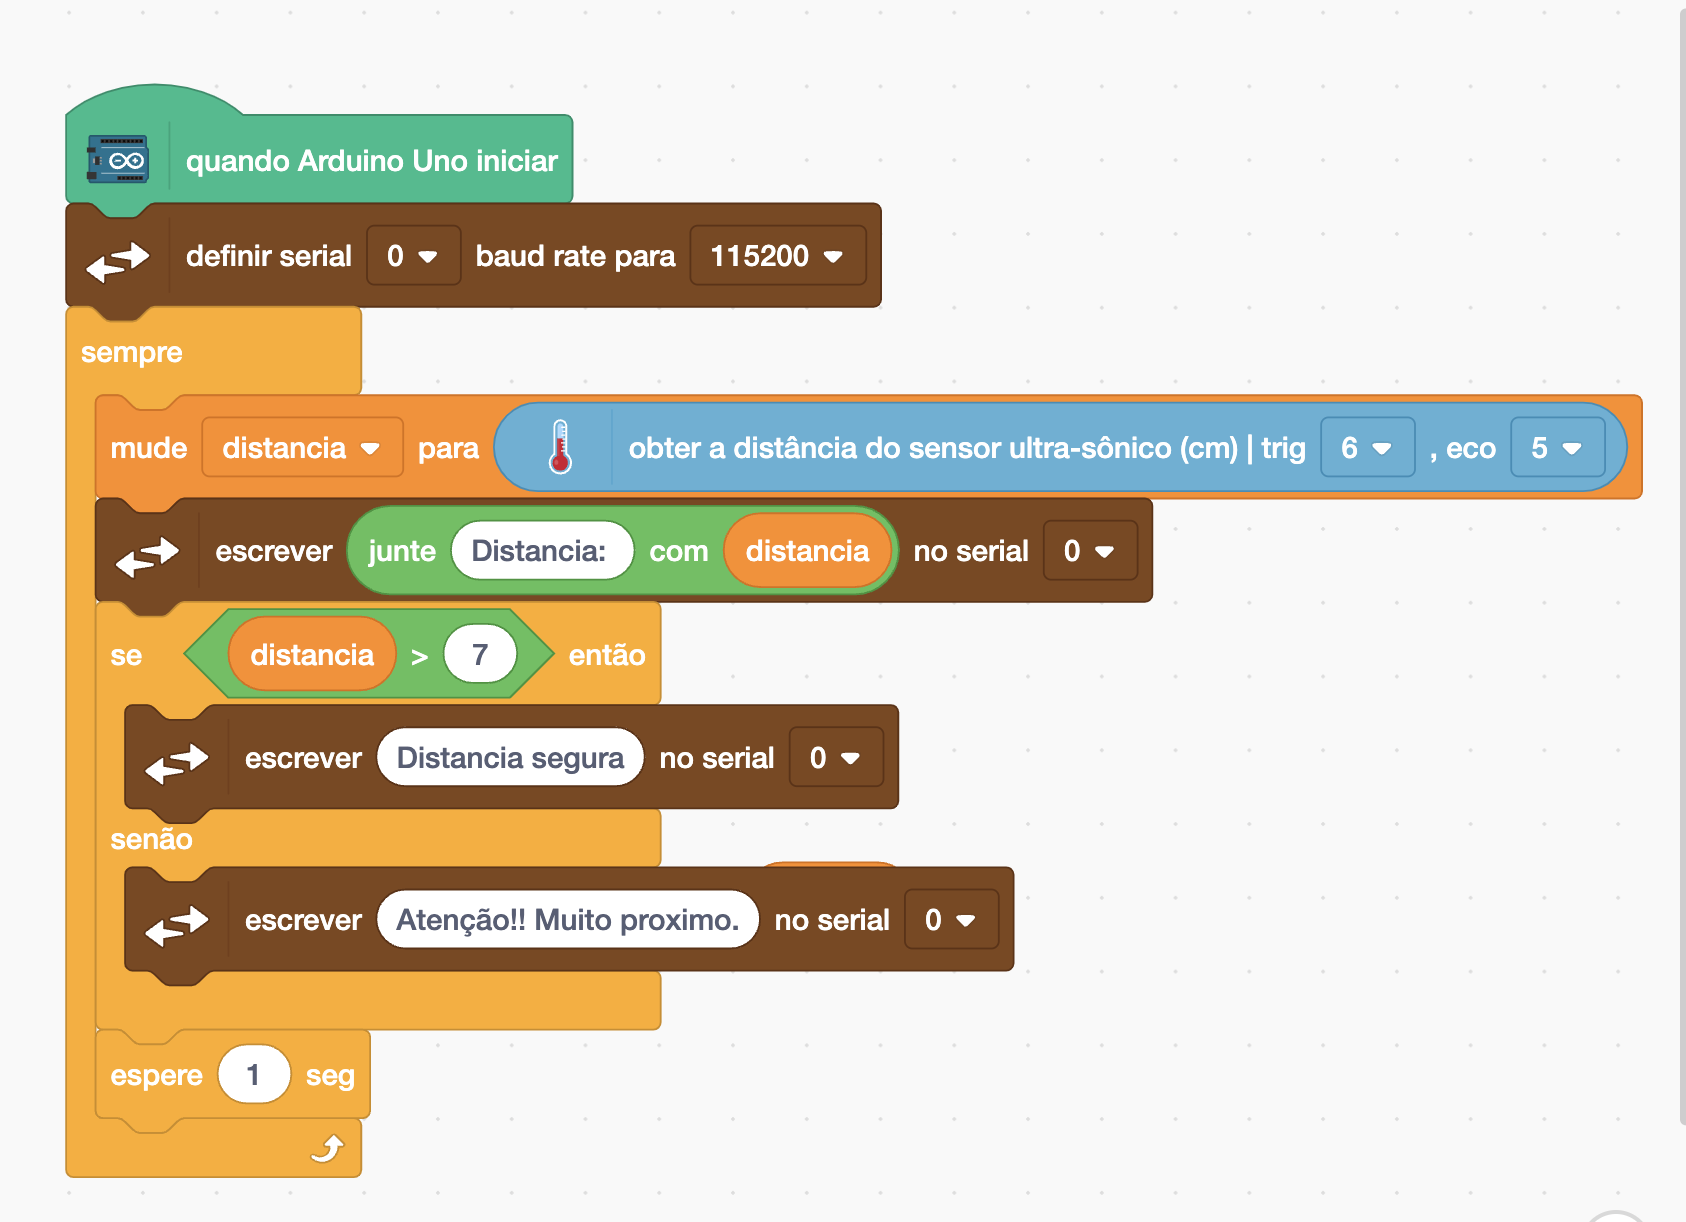 quando Arduino Uno iniciar
definir serial 0 baud rate para 115200
sempre
mude distancia para obter a distância do sensor ultra-sônico (cm) | trig 6 , eco 5
escrever junte Distancia: com distancia no serial 0
se distancia > 7 então
escrever Distancia segura no serial 0
senão
escrever Atenção!! Muito proximo. no serial 0
espere 1 seg